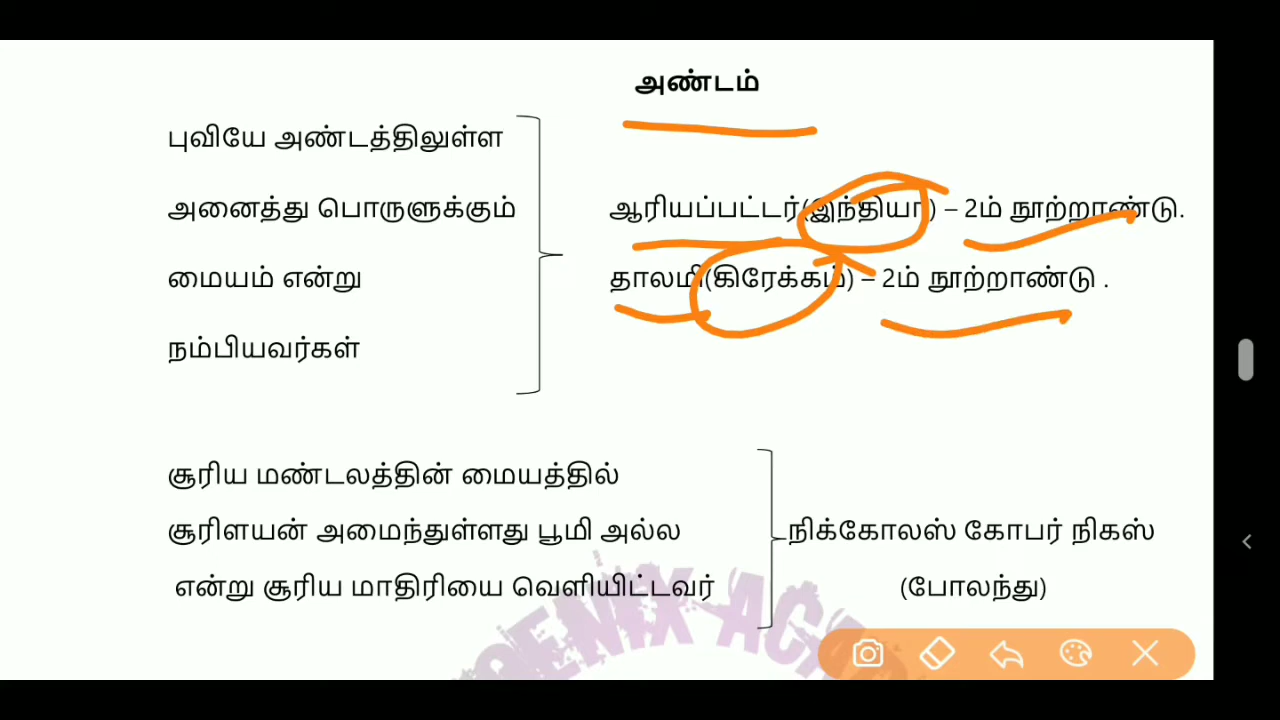 அண்டம்
புவியே அண்டத்திலுள்ள
அனைத்து பொருளுக்கும்
மையம் என்று
நம்பியவர்கள்
ஆரியப்பட்டர்(இந்தியா) – 2ம் நூற்றாண்டு.
தாலமி(கிரேக்கம்) – 2ம் நூற்றாண்டு .
சூரிய மண்டலத்தின் மையத்தில்
சூரிளயன் அமைந்துள்ளது பூமி அல்ல
என்று சூரிய மாதிரியை வெளியிட்டவர்
நிக்கோலஸ் கோபர் நிகஸ்
(போலந்து)